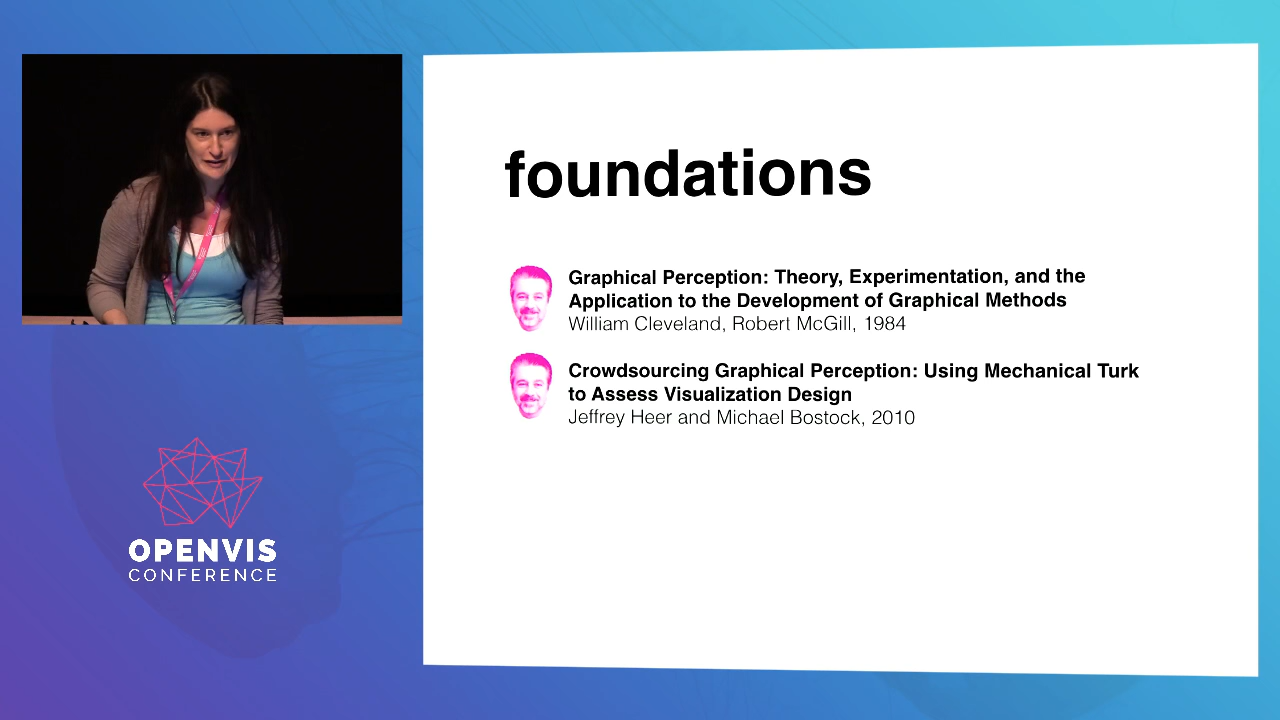 foundations
Graphical Perception: Theory, Experimentation, and the
Application to the Development of Graphical Methods
William Cleveland, Robert McGill, 1984
Crowdsourcing Graphical Perception: Using Mechanical Turk
to Assess Visualization Design
Jeffrey Heer and Michael Bostock, 2010
OPENVIS
CONFERENCE